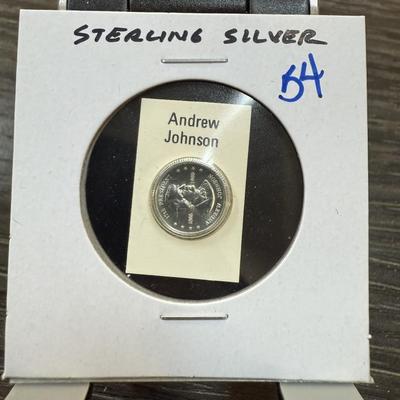 STERLING SILVER
54
Andrew
Johnson